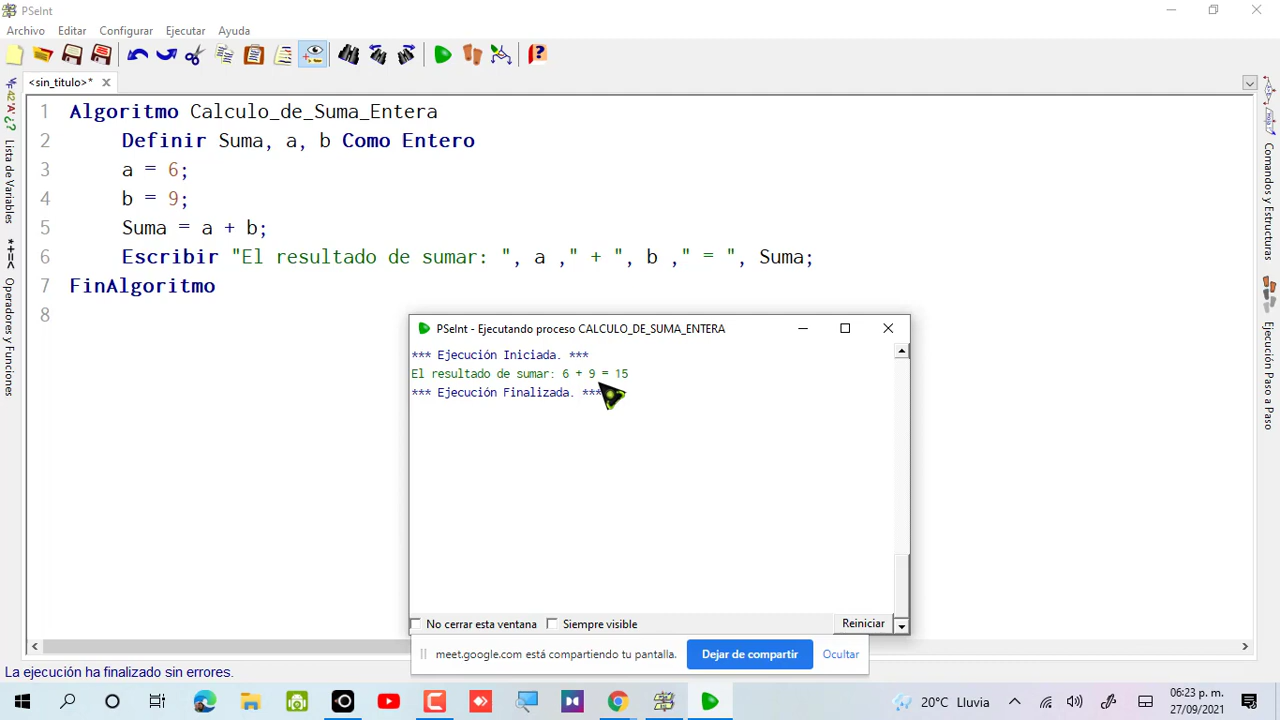 PSeInt
Archivo Editar Configurar Ejecutar Ayuda
<sin_titulo>*
1 Algoritmo Calculo_de_Suma_Entera
2 Definir Suma, a, b Como Entero
3 a = 6;
4 b = 9;
5 Suma = a + b;
6 Escribir "El resultado de sumar: ", a ," + ", b ," = ", Suma;
7 FinAlgoritmo
8
Lista de Variables
*+=< Operadores y Funciones
Comandos y Estructuras
Ejecución Paso a Paso
PSeInt - Ejecutando proceso CALCULO_DE_SUMA_ENTERA
*** Ejecución Iniciada. ***
El resultado de sumar: 6 + 9 = 15
*** Ejecución Finalizada. ***
No cerrar esta ventana Siempre visible Reiniciar
meet.google.com está compartiendo tu pantalla. Dejar de compartir Ocultar
La ejecución ha finalizado sin errores.
20°C Lluvia
06:23 p. m.
27/09/2021